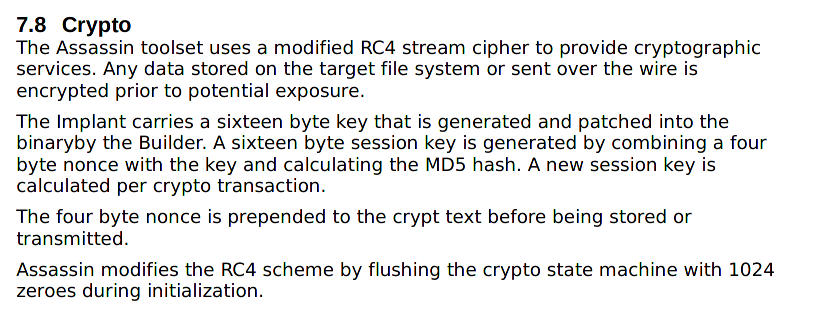 7.8 Crypto
The Assassin toolset uses a modified RC4 stream cipher to provide cryptographic
services. Any data stored on the target file system or sent over the wire is
encrypted prior to potential exposure.
The Implant carries a sixteen byte key that is generated and patched into the
binaryby the Builder. A sixteen byte session key is generated by combining a four
byte nonce with the key and calculating the MD5 hash. A new session key is
calculated per crypto transaction.
The four byte nonce is prepended to the crypt text before being stored or
transmitted.
Assassin modifies the RC4 scheme by flushing the crypto state machine with 1024
zeroes during initialization.